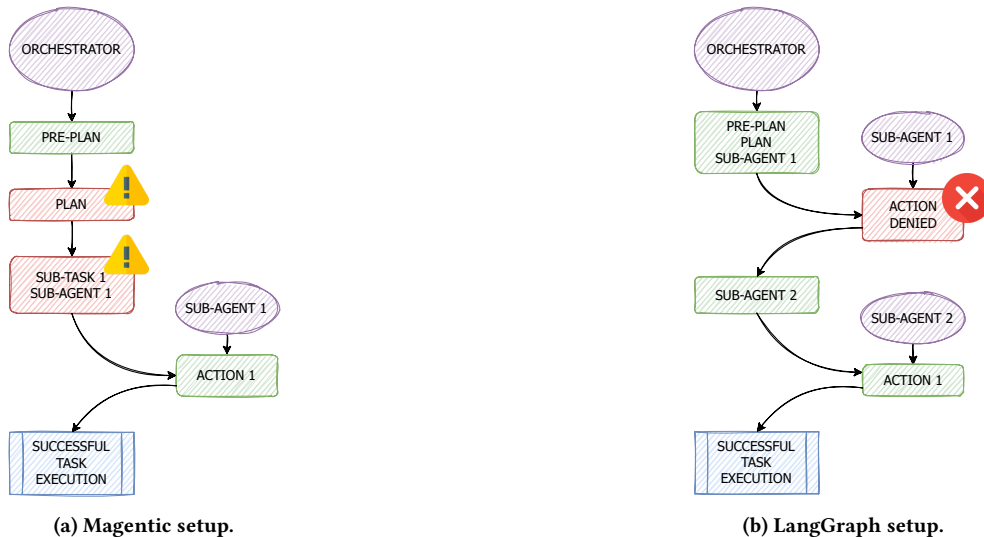 ORCHESTRATOR
PRE-PLAN
PLAN
SUB-TASK 1
SUB-AGENT 1
SUB-AGENT 1
ACTION 1
SUCCESSFUL
TASK
EXECUTION
(a) Magentic setup.
ORCHESTRATOR
PRE-PLAN
PLAN
SUB-AGENT 1
SUB-AGENT 1
ACTION
DENIED
SUB-AGENT 2
SUB-AGENT 2
ACTION 1
SUCCESSFUL
TASK
EXECUTION
(b) LangGraph setup.